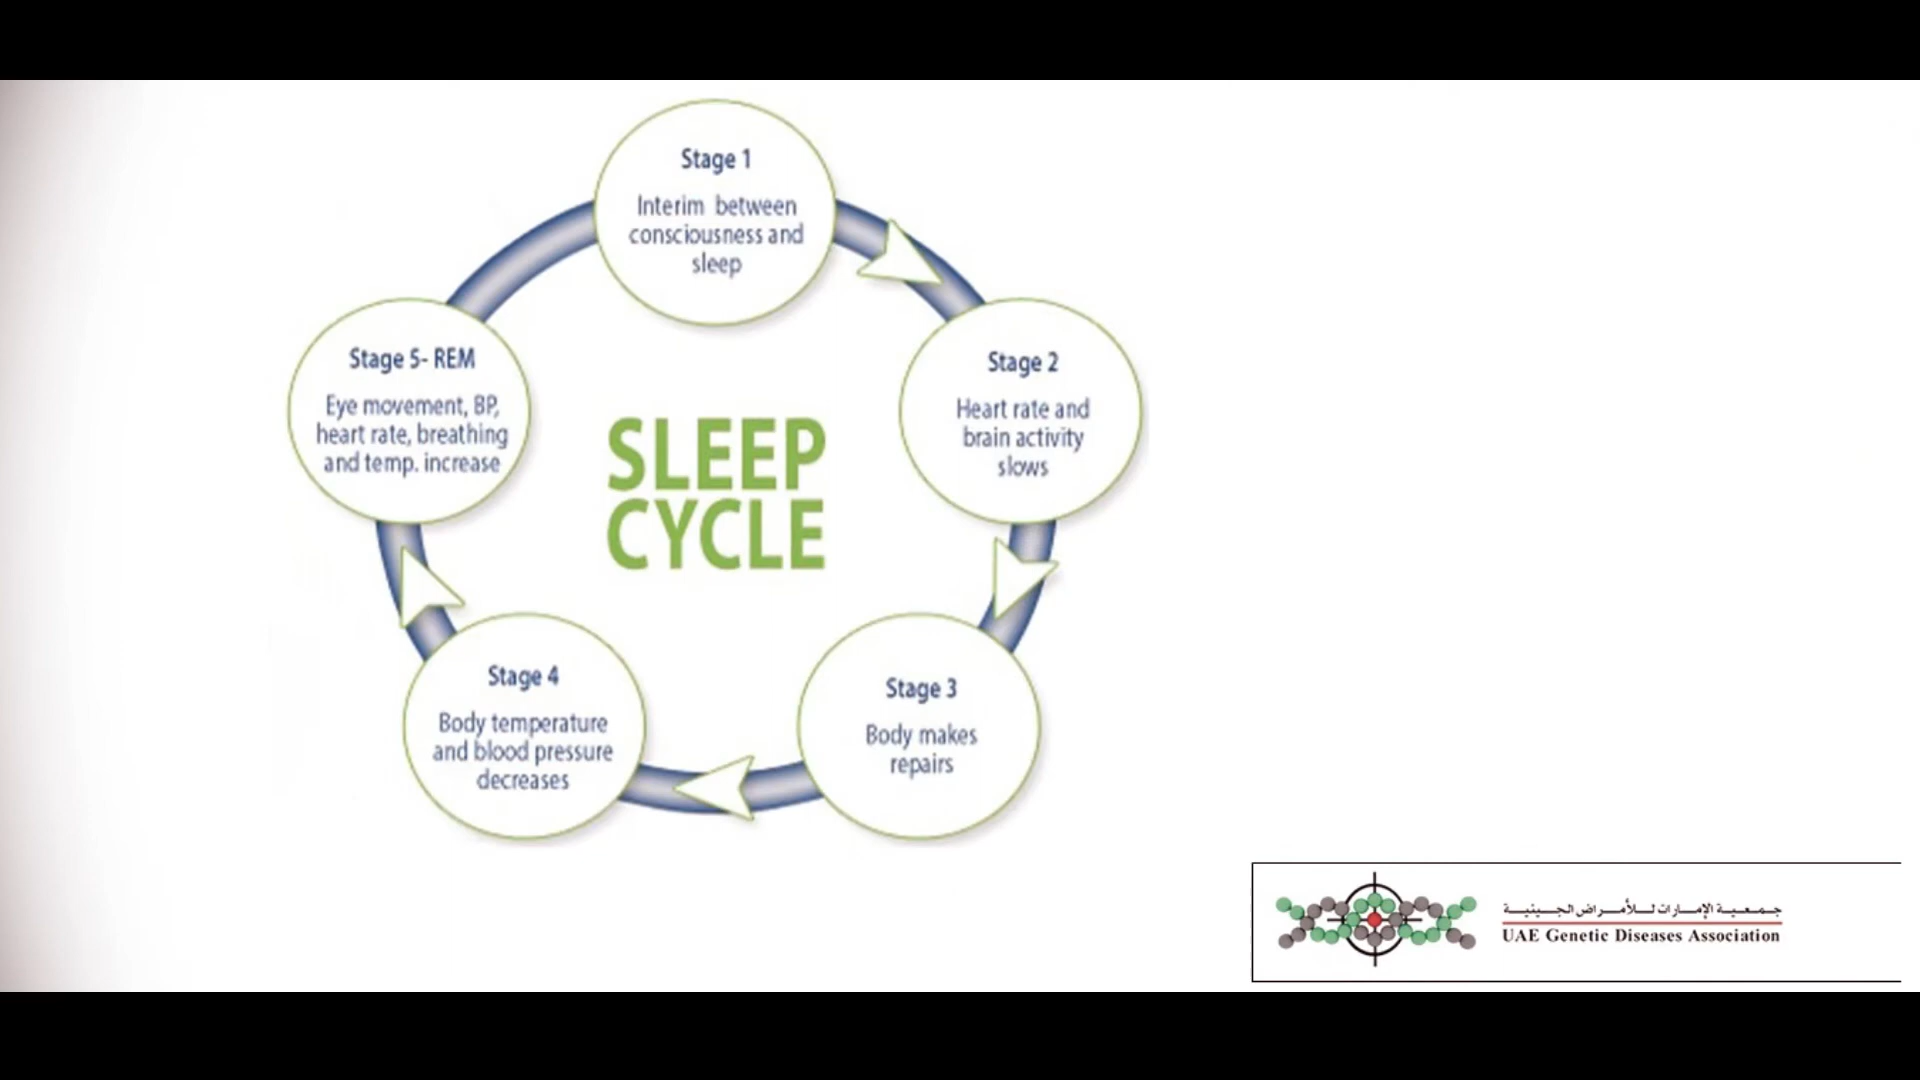 Stage 1
Interim between
consciousness and
sleep
Stage 2
Heart rate and
brain activity
slows
Stage 3
Body makes
repairs
Stage 4
Body temperature
and blood pressure
decreases
Stage 5- REM
Eye movement, BP,
heart rate, breathing
and temp. increase
SLEEP
CYCLE
جمعية الإمارات للأمراض الجينية
UAE Genetic Diseases Association